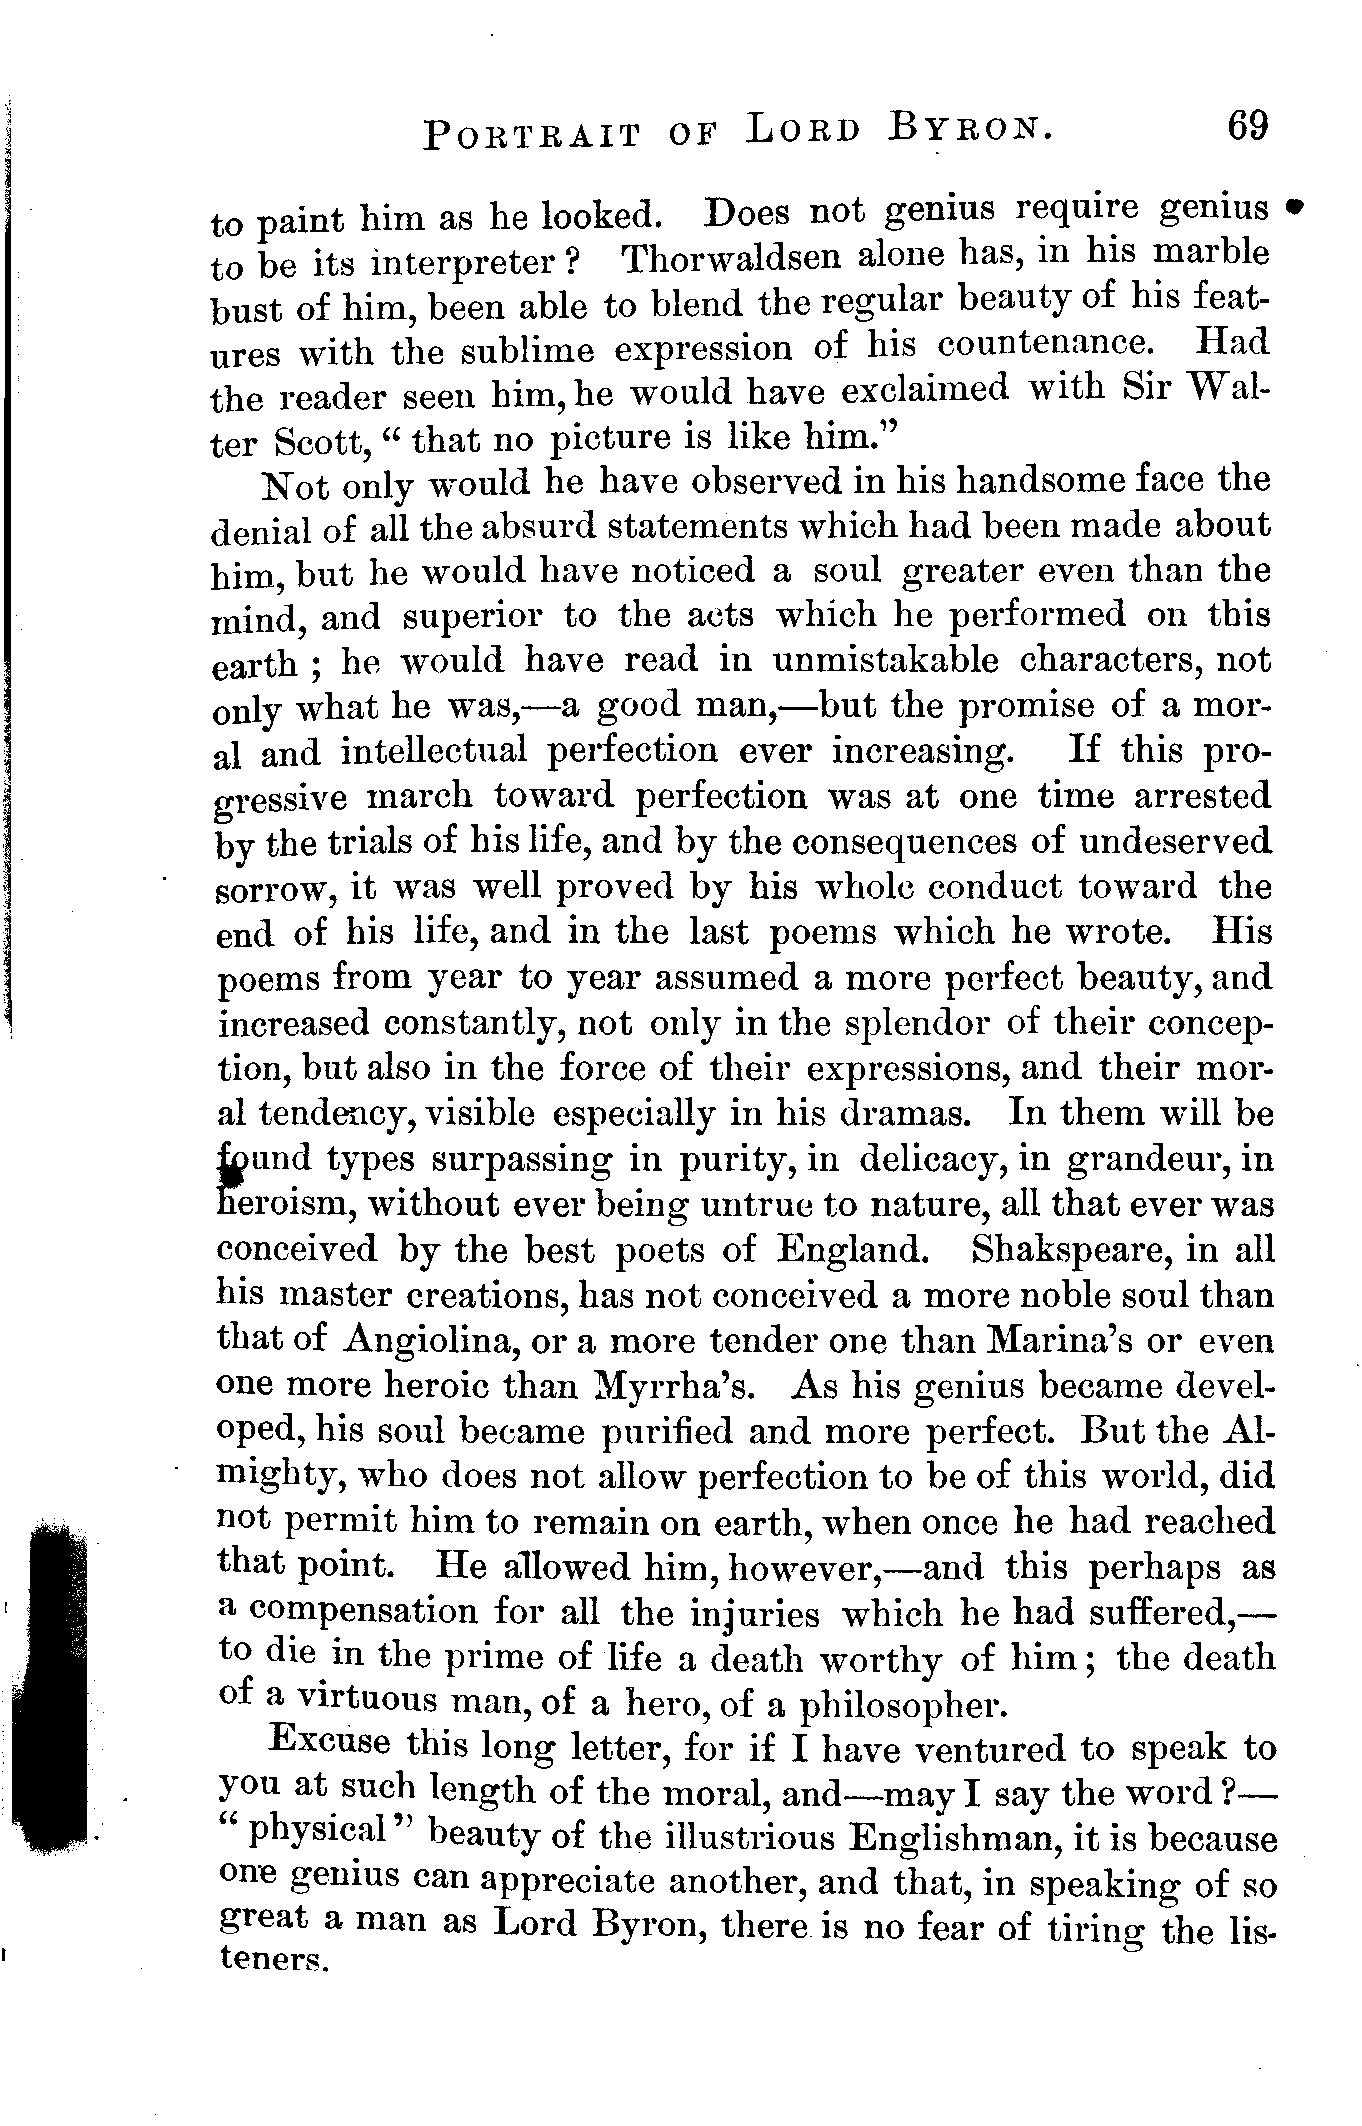 PORTRAIT OF LORD BYRON. 69
to paint him as he looked. Does not genius require genius
to be its interpreter? Thorwaldsen alone has, in his marble
bust of him, been able to blend the regular beauty of his feat-
ures with the sublime expression of his countenance. Had
the reader seen him, he would have exclaimed with Sir Wal-
ter Scott, “that no picture is like him.”
Not only would he have observed in his handsome face the
denial of all the absurd statements which had been made about
him, but he would have noticed a soul greater even than the
mind, and superior to the acts which he performed on this
earth; he would have read in unmistakable characters, not
only what he was,—a good man,—but the promise of a mor-
al and intellectual perfection ever increasing. If this pro-
gressive march toward perfection was at one time arrested
by the trials of his life, and by the consequences of undeserved
sorrow, it was well proved by his whole conduct toward the
end of his life, and in the last poems which he wrote. His
poems from year to year assumed a more perfect beauty, and
increased constantly, not only in the splendor of their concep-
tion, but also in the force of their expressions, and their mor-
al tendency, visible especially in his dramas. In them will be
found types surpassing in purity, in delicacy, in grandeur, in
heroism, without ever being untrue to nature, all that ever was
conceived by the best poets of England. Shakspeare, in all
his master creations, has not conceived a more noble soul than
that of Angiolina, or a more tender one than Marina’s or even
one more heroic than Myrrha’s. As his genius became devel-
oped, his soul became purified and more perfect. But the Al-
mighty, who does not allow perfection to be of this world, did
not permit him to remain on earth, when once he had reached
that point. He allowed him, however,—and this perhaps as
a compensation for all the injuries which he had suffered,—
to die in the prime of life a death worthy of him; the death
of a virtuous man, of a hero, of a philosopher.
Excuse this long letter, for if I have ventured to speak to
you at such length of the moral, and—may I say the word?—
“physical” beauty of the illustrious Englishman, it is because
one genius can appreciate another, and that, in speaking of so
great a man as Lord Byron, there is no fear of tiring the lis-
teners.